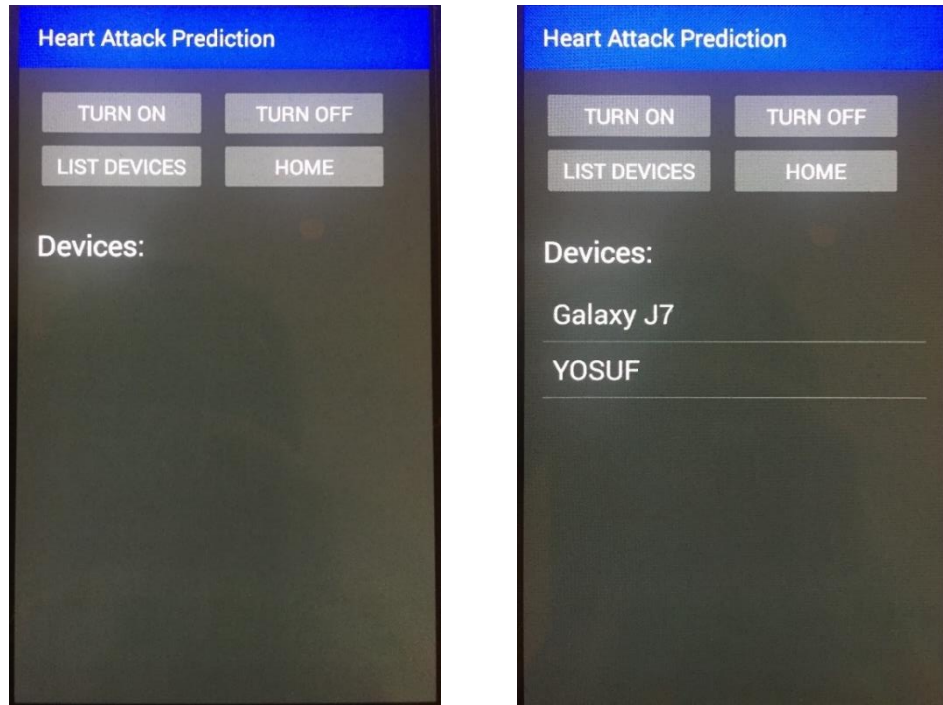 Heart Attack Prediction
TURN ON TURN OFF
LIST DEVICES HOME
Devices:
Heart Attack Prediction
TURN ON TURN OFF
LIST DEVICES HOME
Devices:
Galaxy J7
YOSUF